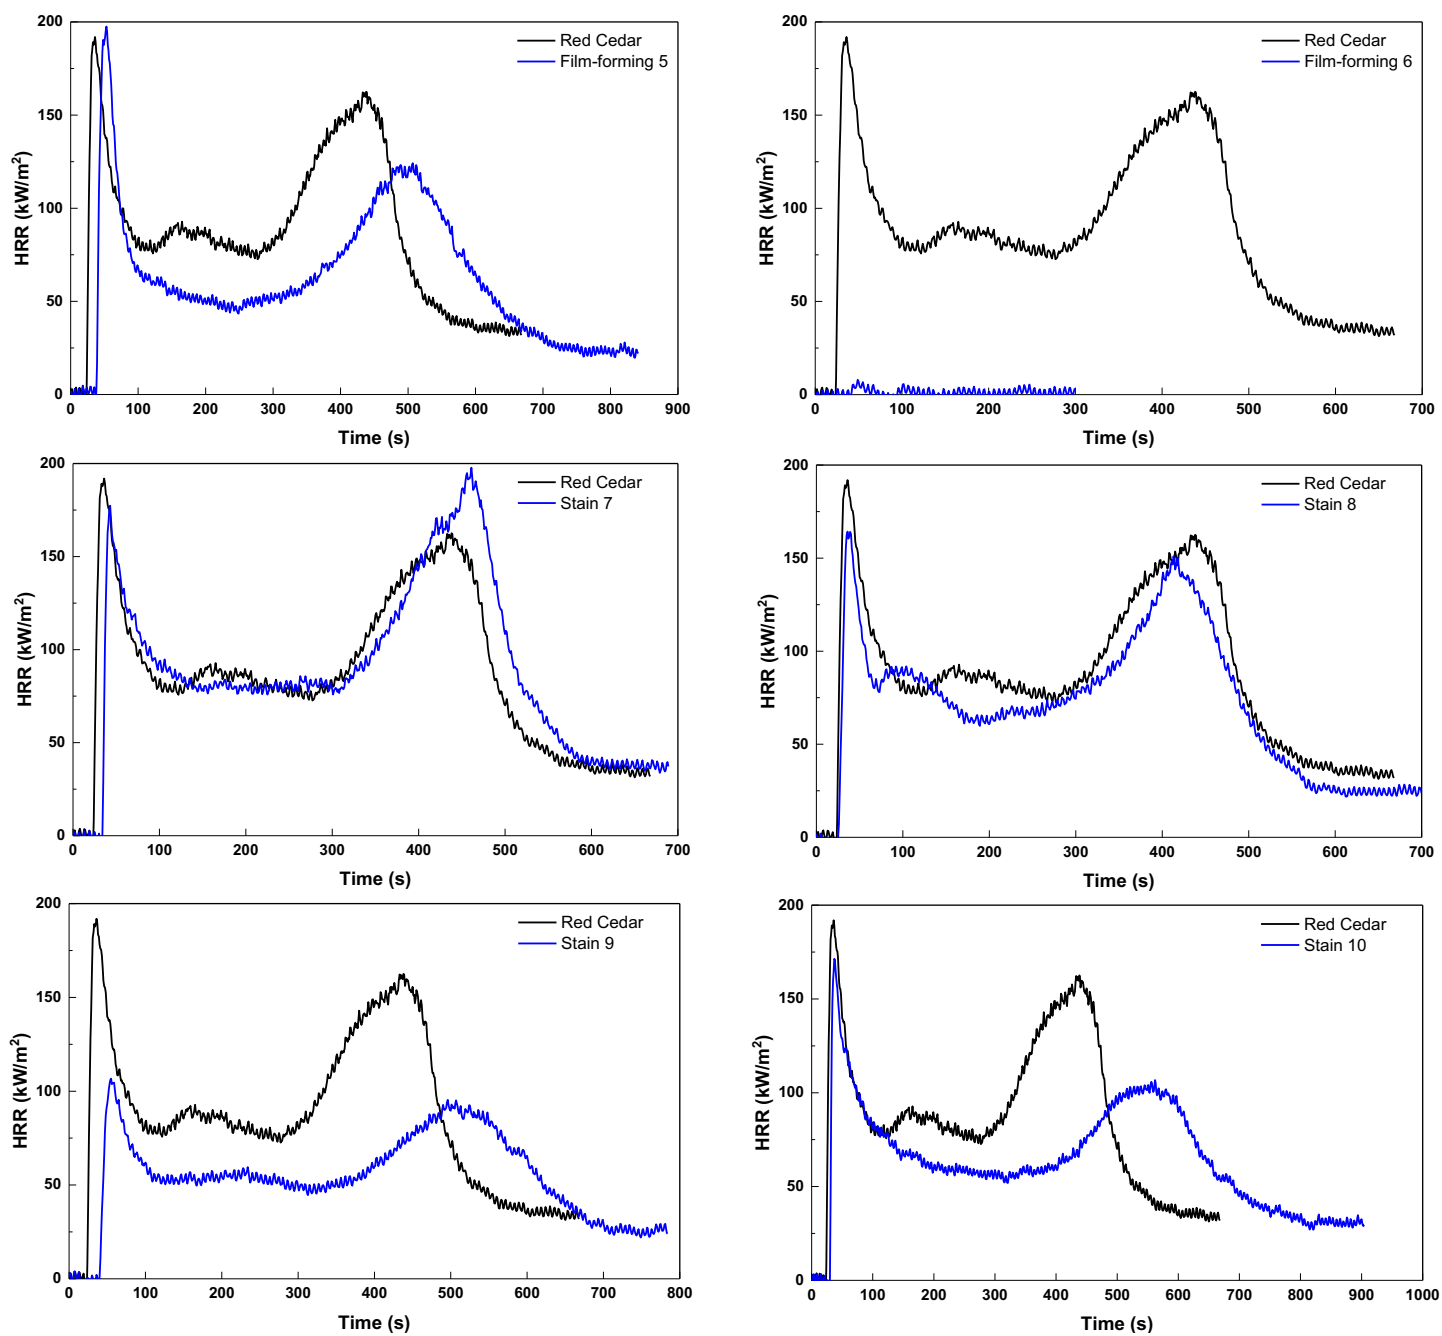 Red Cedar
Film-forming 5
HRR (kW/m²)
200
150
100
50
0
0 100 200 300 400 500 600 700 800 900
Time (s)
Red Cedar
Film-forming 6
HRR (kW/m²)
200
150
100
50
0
0 100 200 300 400 500 600 700
Time (s)
Red Cedar
Stain 7
HRR (kW/m²)
200
150
100
50
0
0 100 200 300 400 500 600 700
Time (s)
Red Cedar
Stain 8
HRR (kW/m²)
200
150
100
50
0
0 100 200 300 400 500 600 700
Time (s)
Red Cedar
Stain 9
HRR (kW/m²)
200
150
100
50
0
0 100 200 300 400 500 600 700 800
Time (s)
Red Cedar
Stain 10
HRR (kW/m²)
200
150
100
50
0
0 100 200 300 400 500 600 700 800 900 1000
Time (s)